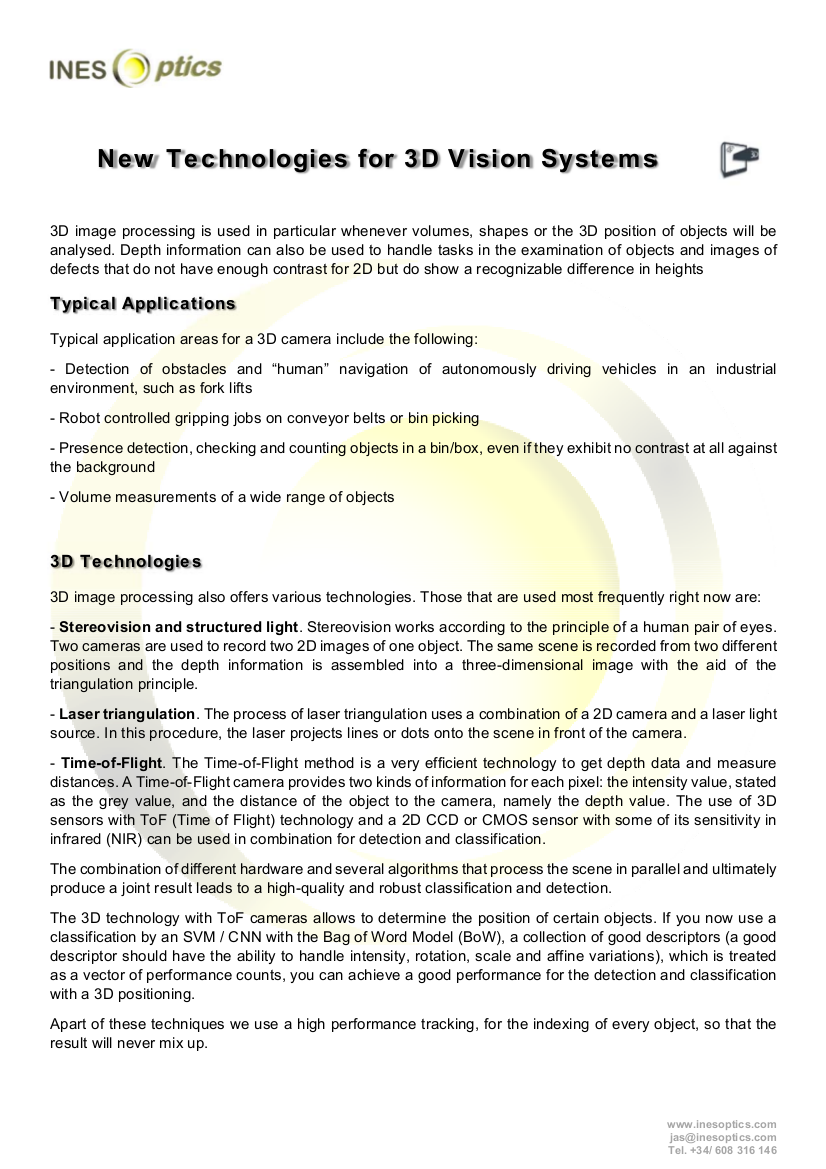 INES Optics
New Technologies for 3D Vision Systems
3D image processing is used in particular whenever volumes, shapes or the 3D position of objects will be
analysed. Depth information can also be used to handle tasks in the examination of objects and images of
defects that do not have enough contrast for 2D but do show a recognizable difference in heights
Typical Applications
Typical application areas for a 3D camera include the following:
- Detection of obstacles and “human” navigation of autonomously driving vehicles in an industrial
environment, such as fork lifts
- Robot controlled gripping jobs on conveyor belts or bin picking
- Presence detection, checking and counting objects in a bin/box, even if they exhibit no contrast at all against
the background
- Volume measurements of a wide range of objects
3D Technologies
3D image processing also offers various technologies. Those that are used most frequently right now are:
- Stereovision and structured light. Stereovision works according to the principle of a human pair of eyes.
Two cameras are used to record two 2D images of one object. The same scene is recorded from two different
positions and the depth information is assembled into a three-dimensional image with the aid of the
triangulation principle.
- Laser triangulation. The process of laser triangulation uses a combination of a 2D camera and a laser light
source. In this procedure, the laser projects lines or dots onto the scene in front of the camera.
- Time-of-Flight. The Time-of-Flight method is a very efficient technology to get depth data and measure
distances. A Time-of-Flight camera provides two kinds of information for each pixel: the intensity value, stated
as the grey value, and the distance of the object to the camera, namely the depth value. The use of 3D
sensors with ToF (Time of Flight) technology and a 2D CCD or CMOS sensor with some of its sensitivity in
infrared (NIR) can be used in combination for detection and classification.
The combination of different hardware and several algorithms that process the scene in parallel and ultimately
produce a joint result leads to a high-quality and robust classification and detection.
The 3D technology with ToF cameras allows to determine the position of certain objects. If you now use a
classification by an SVM / CNN with the Bag of Word Model (BoW), a collection of good descriptors (a good
descriptor should have the ability to handle intensity, rotation, scale and affine variations), which is treated
as a vector of performance counts, you can achieve a good performance for the detection and classification
with a 3D positioning.
Apart of these techniques we use a high performance tracking, for the indexing of every object, so that the
result will never mix up.
www.inesoptics.com
jas@inesoptics.com
Tel. +34/ 608 316 146